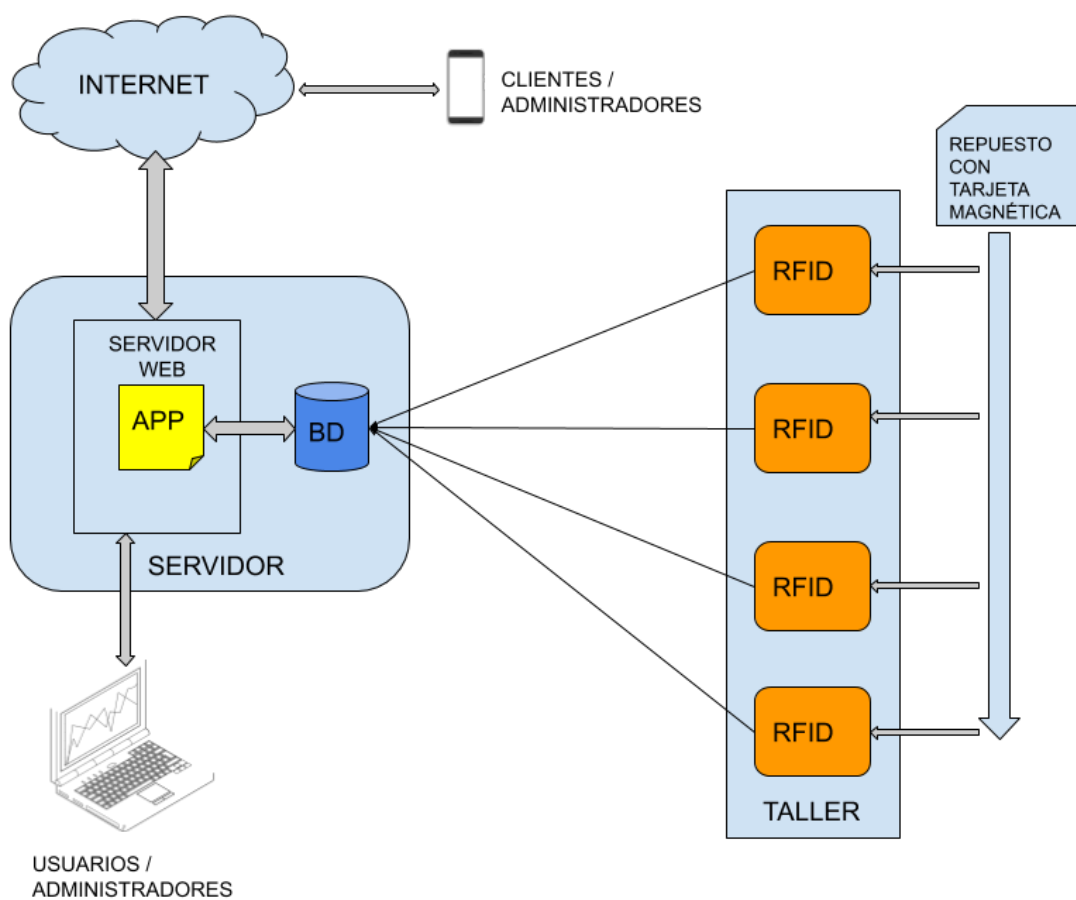 INTERNET
CLIENTES /
ADMINISTRADORES
REPUESTO
CON
TARJETA
MAGNÉTICA
RFID
SERVIDOR
WEB
APP
BD
RFID
SERVIDOR
RFID
RFID
TALLER
USUARIOS /
ADMINISTRADORES